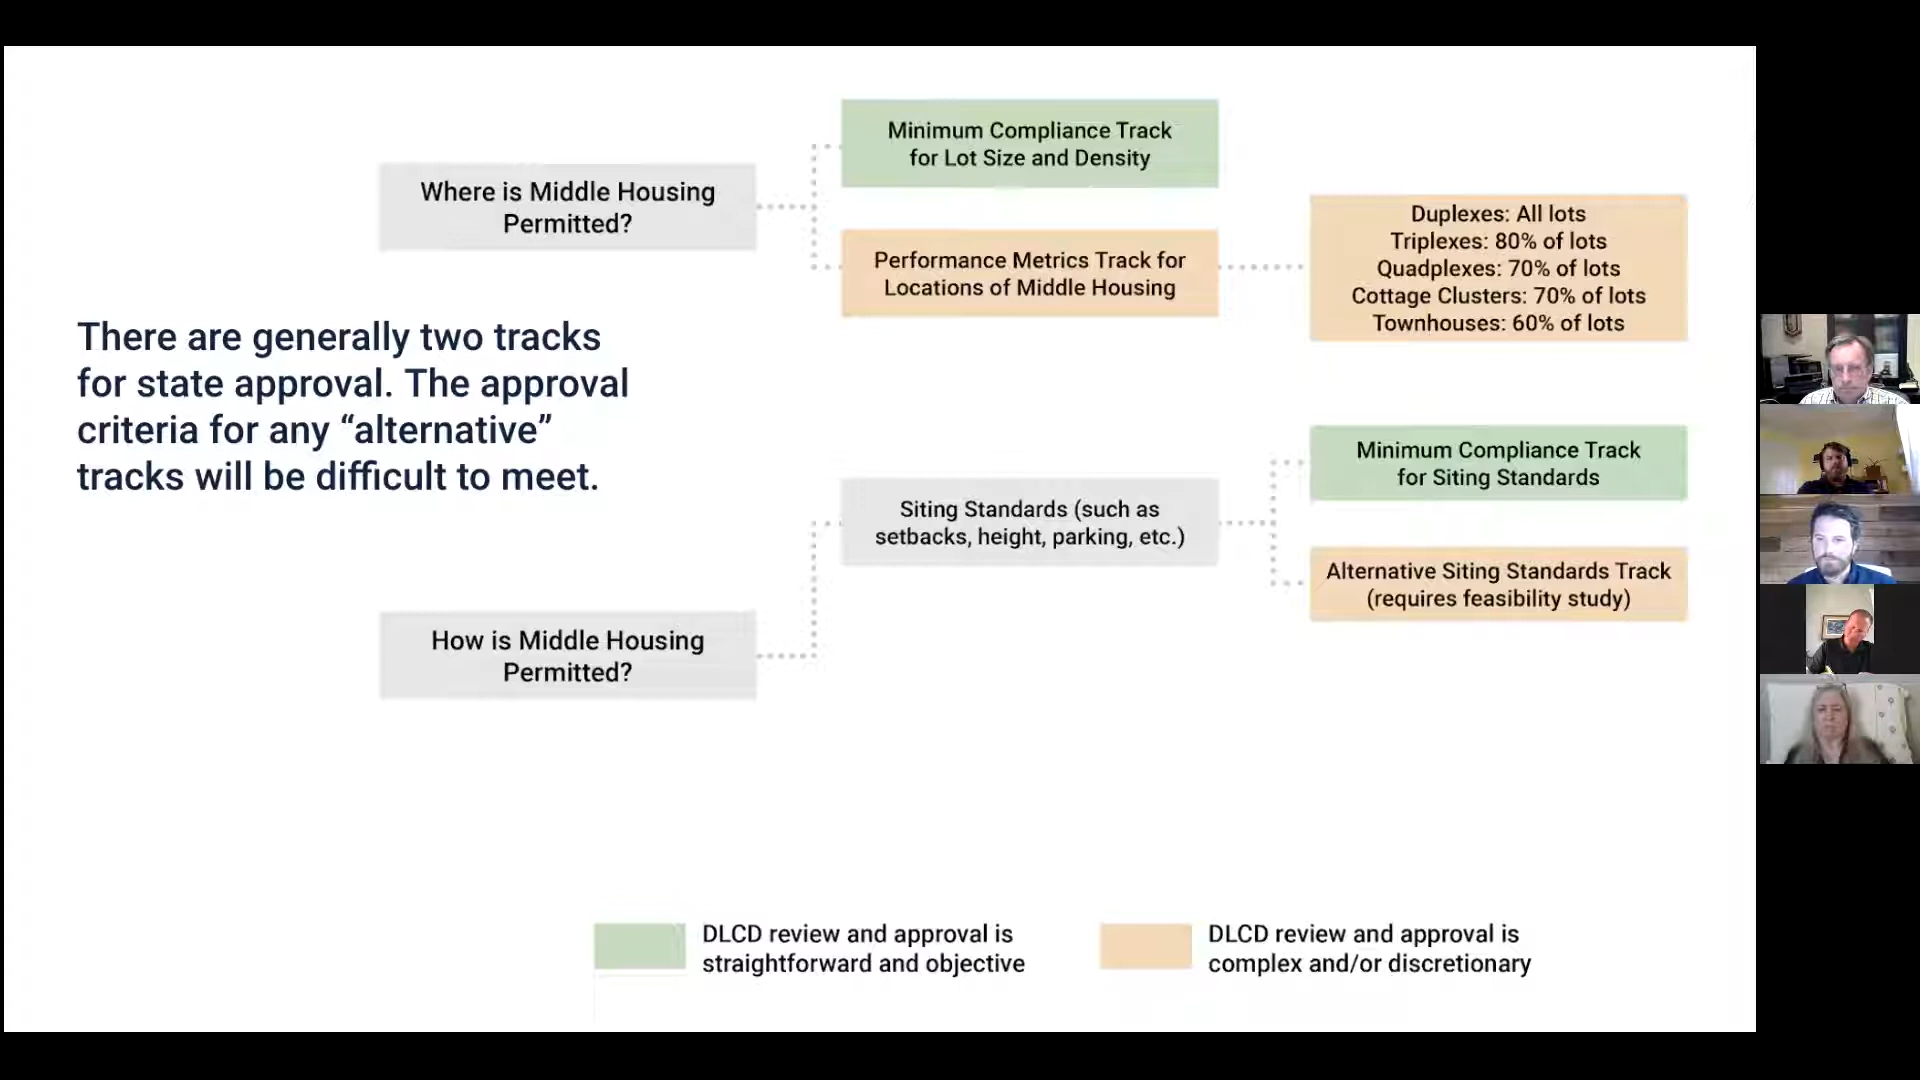 There are generally two tracks
for state approval. The approval
criteria for any “alternative”
tracks will be difficult to meet.
Where is Middle Housing
Permitted?
Minimum Compliance Track
for Lot Size and Density
Performance Metrics Track for
Locations of Middle Housing
Duplexes: All lots
Triplexes: 80% of lots
Quadplexes: 70% of lots
Cottage Clusters: 70% of lots
Townhouses: 60% of lots
How is Middle Housing
Permitted?
Siting Standards (such as
setbacks, height, parking, etc.)
Minimum Compliance Track
for Siting Standards
Alternative Siting Standards Track
(requires feasibility study)
DLCD review and approval is
straightforward and objective
DLCD review and approval is
complex and/or discretionary